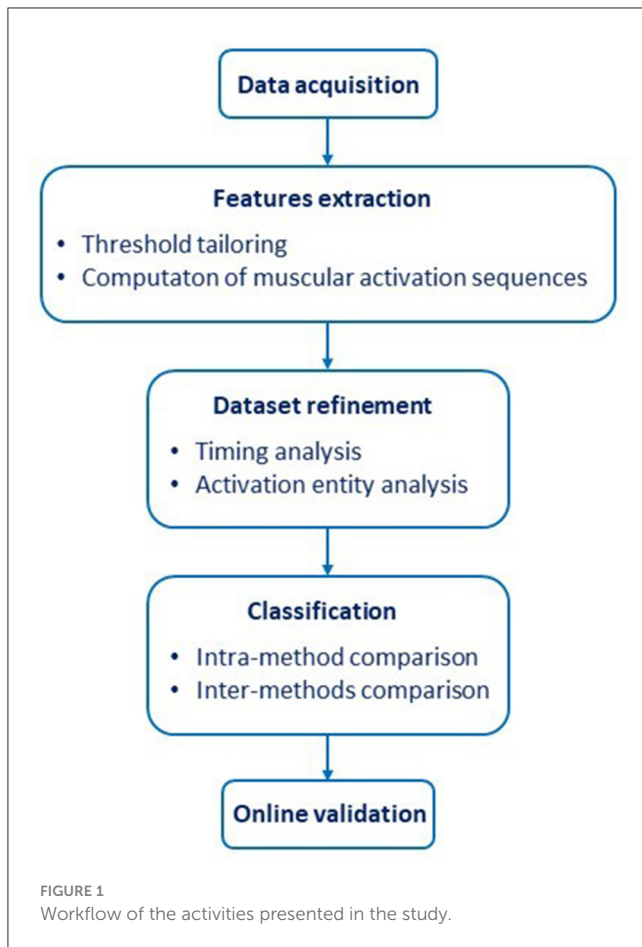 Data acquisition
Features extraction
• Threshold tailoring
• Computaton of muscular activation sequences
Dataset refinement
• Timing analysis
• Activation entity analysis
Classification
• Intra-method comparison
• Inter-methods comparison
Online validation
FIGURE 1
Workflow of the activities presented in the study.